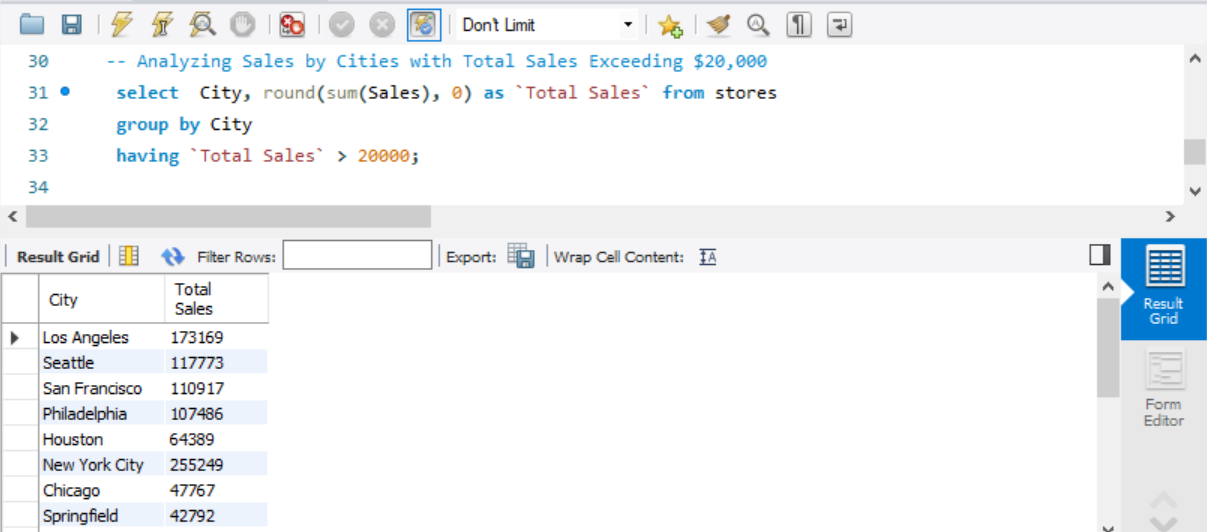 Don't Limit
30 -- Analyzing Sales by Cities with Total Sales Exceeding $20,000
31 select City, round(sum(Sales), 0) as `Total Sales` from stores
32 group by City
33 having `Total Sales` > 20000;
34
Result Grid Filter Rows: Export: Wrap Cell Content: IA
City Total Sales
Los Angeles 173169
Seattle 117773
San Francisco 110917
Philadelphia 107486
Houston 64389
New York City 255249
Chicago 47767
Springfield 42792
Result
Grid
Form
Editor